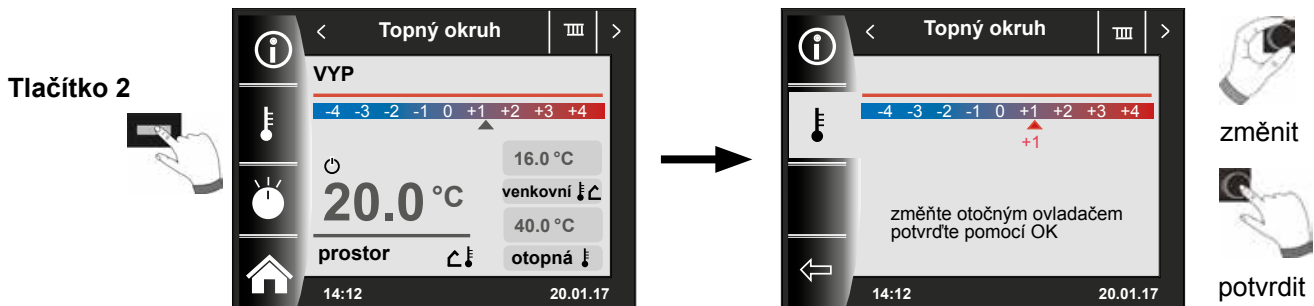 Tlačítko 2
Topný okruh
VYP
-4 -3 -2 -1 0 +1 +2 +3 +4
16.0 °C
venkovní
20.0 °C
40.0 °C
prostor
otopná
14:12 20.01.17
Topný okruh
-4 -3 -2 -1 0 +1 +2 +3 +4
+1
změňte otočným ovladačem
potvrďte pomocí OK
14:12 20.01.17
změnit
potvrdit